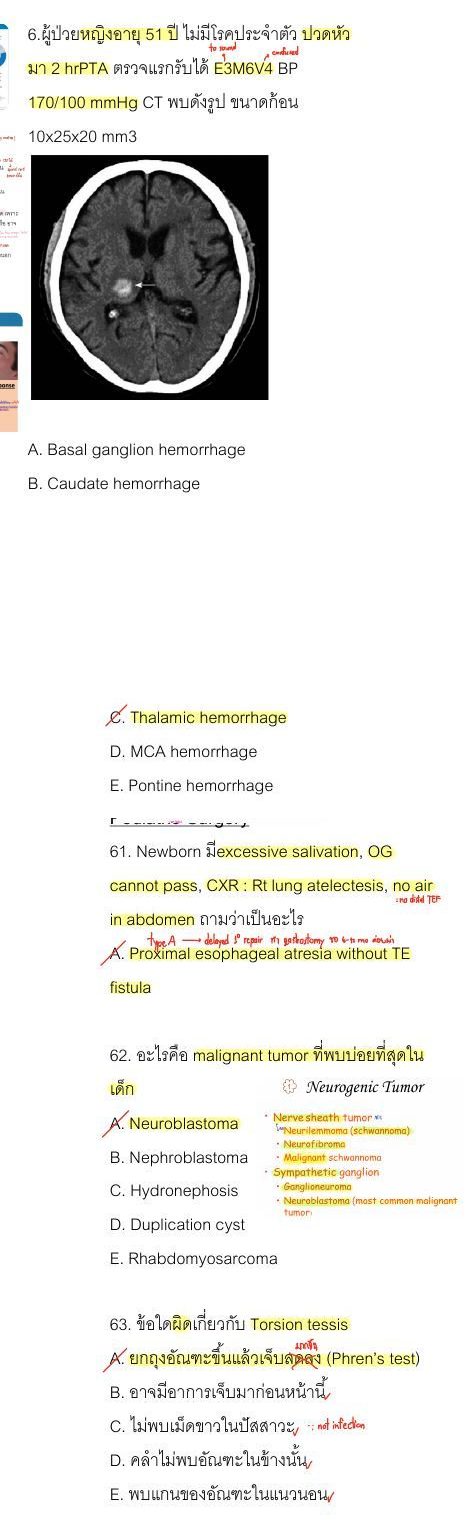 6.ผู้ป่วยหญิงอายุ 51 ปี ไม่มีโรคประจำตัว ปวดหัว
to sound confused
มา 2 hrPTA ตรวจแรกรับได้ E3M6V4 BP
170/100 mmHg CT พบดังรูป ขนาดก้อน
10x25x20 mm3
A. Basal ganglion hemorrhage
B. Caudate hemorrhage
C. Thalamic hemorrhage
D. MCA hemorrhage
E. Pontine hemorrhage
61. Newborn มีexcessive salivation, OG
cannot pass, CXR : Rt lung atelectesis, no air
: no distal TEF
in abdomen ถามว่าเป็นอะไร
type A → delayed 1° repair
A. Proximal esophageal atresia without TE
fistula
62. อะไรคือ malignant tumor ที่พบบ่อยที่สุดใน
เด็ก
Neurogenic Tumor
A. Neuroblastoma
B. Nephroblastoma
C. Hydronephosis
D. Duplication cyst
E. Rhabdomyosarcoma
• Nerve sheath tumor
• Neurilemmoma (schwannoma)
• Neurofibroma
• Malignant schwannoma
• Sympathetic ganglion
• Ganglioneuroma
• Neuroblastoma (most common malignant
tumor)
63. ข้อใดผิดเกี่ยวกับ Torsion tessis
มากขึ้น
A. ยกถุงอัณฑะขึ้นแล้วเจ็บลดลง (Phren's test)
B. อาจมีอาการเจ็บมาก่อนหน้านี้
C. ไม่พบเม็ดขาวในปัสสาวะ ∵ not infection
D. คลำไม่พบอัณฑะในข้างนั้น
E. พบแกนของอัณฑะในแนวนอน